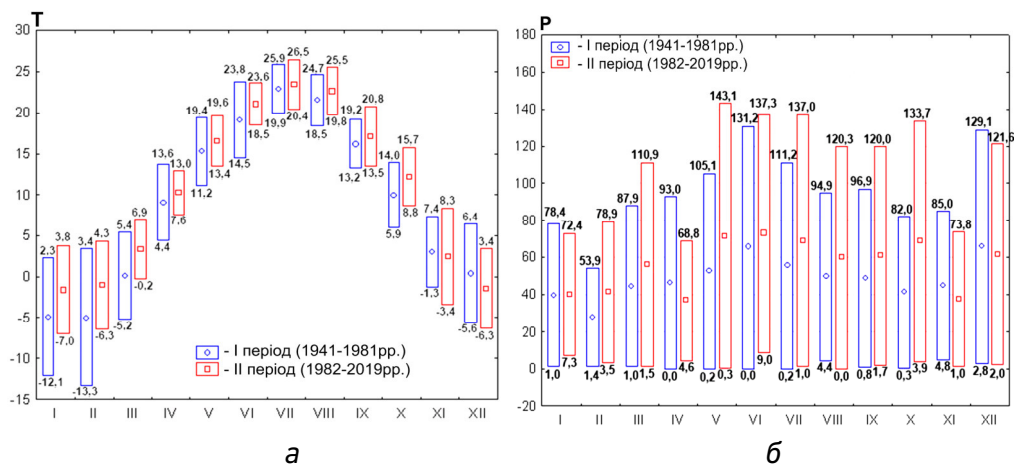 T
30
25
20
15
10
5
0
-5
-10
-15
2.3 3.8 3.4 4.3 5.4 6.9 13.6 13.0 19.4 19.6 23.8 23.6 25.9 26.5 24.7 25.5 19.2 20.8 14.0 15.7 7.4 8.3 6.4 3.4
-12.1 -7.0 -13.3 -6.3 -5.2 -0.2 4.4 7.6 11.2 13.4 14.5 18.5 19.9 20.4 18.5 19.8 13.2 13.5 5.9 8.8 -1.3 -3.4 -5.6 -6.3
- I період (1941-1981рр.)
- II період (1982-2019рр.)
I II III IV V VI VII VIII IX X XI XII
а
P
180
160
140
120
100
80
60
40
20
0
-20
- I період (1941-1981рр.)
- II період (1982-2019рр.)
78,4 72,4 53,9 78,9 87,9 110,9 93,0 68,8 105,1 143,1 131,2 137,3 111,2 137,0 94,9 120,3 96,9 120,0 82,0 133,7 85,0 73,8 129,1 121,6
1,0 7,3 1,4 3,5 1,0 1,5 0,0 4,6 0,2 0,3 0,0 9,0 0,2 1,0 4,4 0,0 0,8 1,7 0,3 3,9 4,8 1,0 2,8 2,0
I II III IV V VI VII VIII IX X XI XII
б